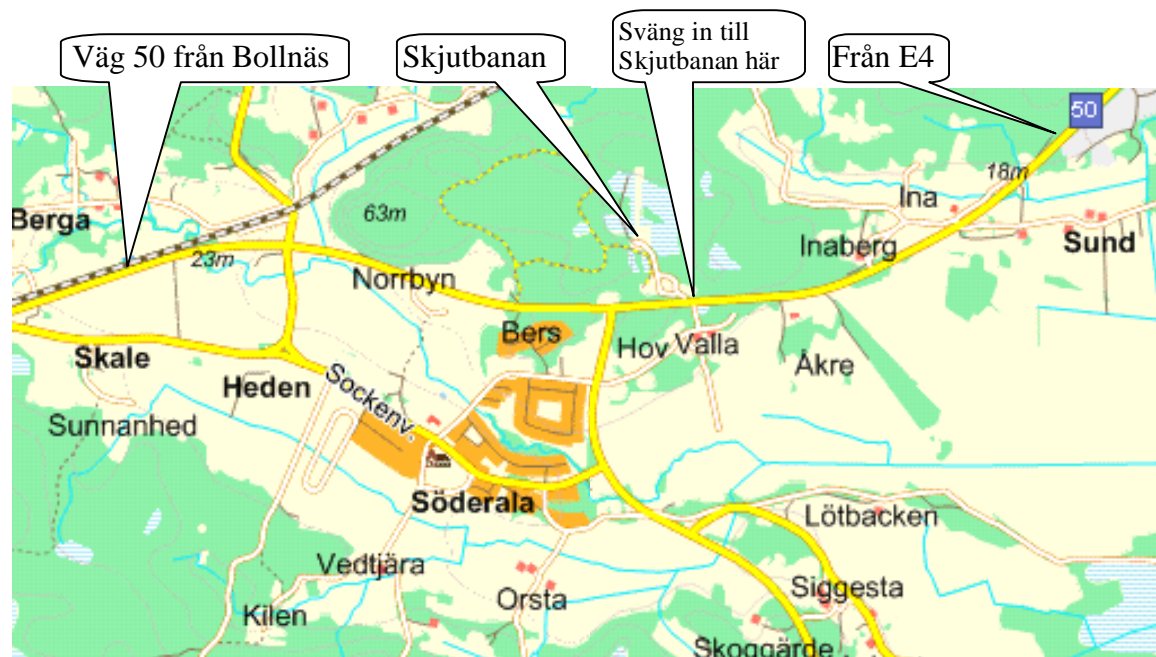 Väg 50 från Bollnäs
Skjutbanan
Sväng in till
Skjutbanan här
Från E4
50
18m
Ina
Berga
63m
Inaberg
Sund
23m
Norrbyn
Bers
Hov
Valla
Skale
Åkre
Heden
Sockenv.
Sunnanhed
Söderala
Lötbacken
Vedtjära
Siggesta
Orsta
Kilen
Skoggärde